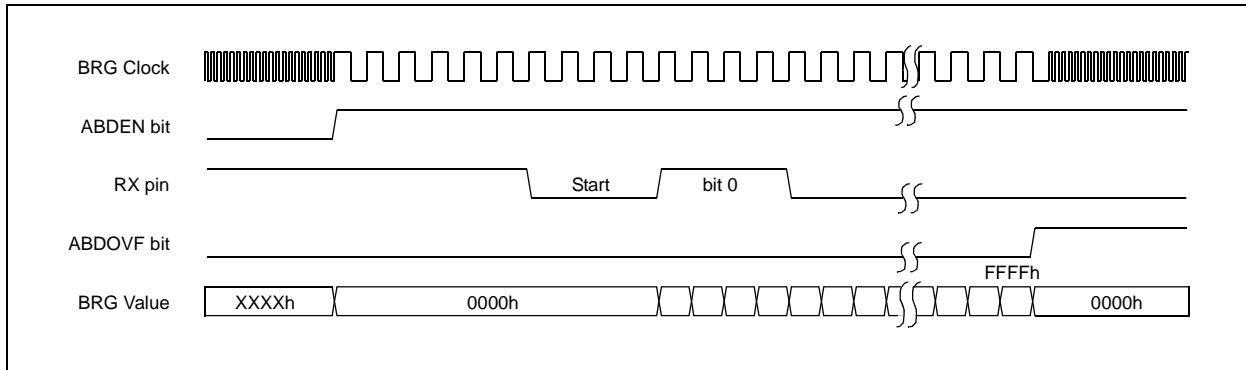 BRG Clock
ABDEN bit
RX pin
Start
bit 0
ABDOVF bit
FFFFh
BRG Value
XXXXh
0000h
0000h